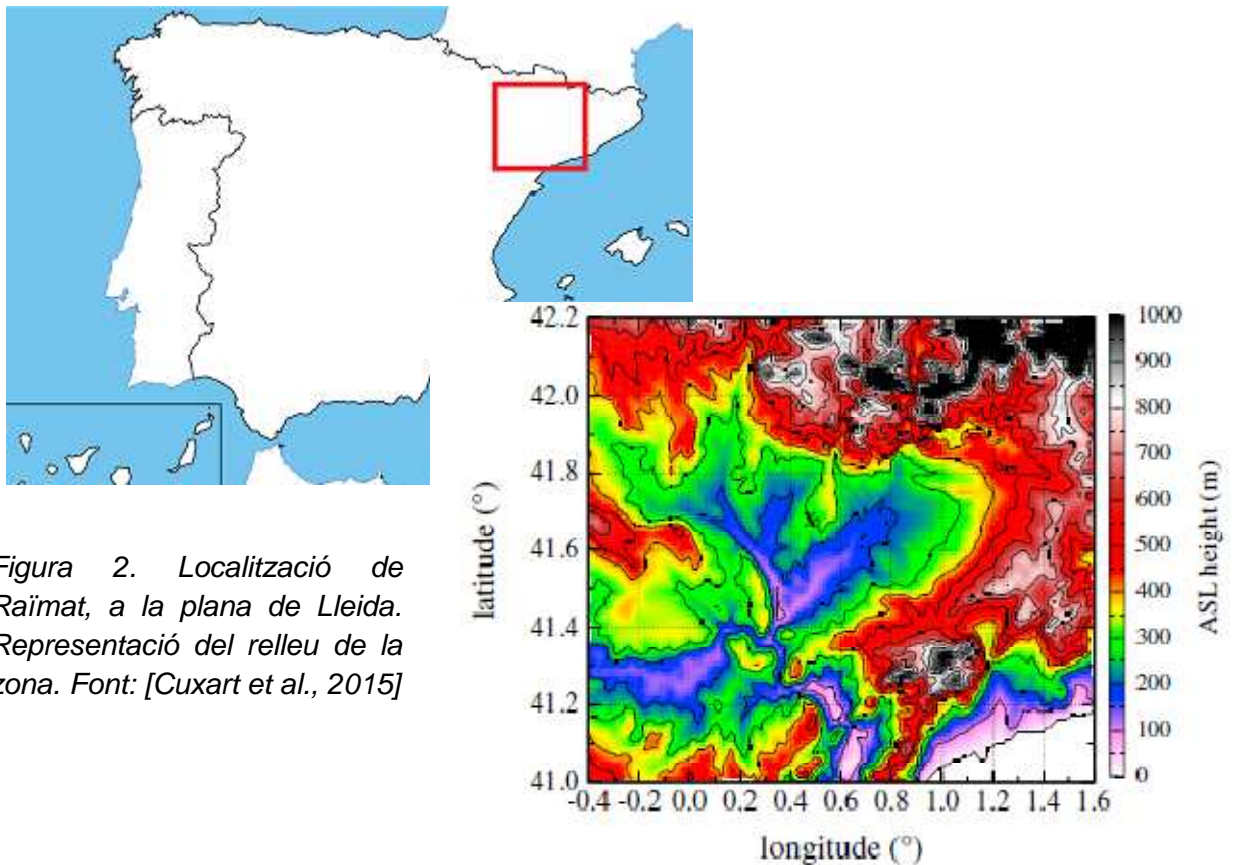 Figura 2. Localització de
Raïmat, a la plana de Lleida.
Representació del relleu de la
zona. Font: [Cuxart et al., 2015]
42.2
42.0
41.8
41.6
41.4
41.2
41.0
latitude (°)
-0.4 -0.2 0.0 0.2 0.4 0.6 0.8 1.0 1.2 1.4 1.6
longitude (°)
1000
900
800
700
600
500
400
300
200
100
0
ASL height (m)